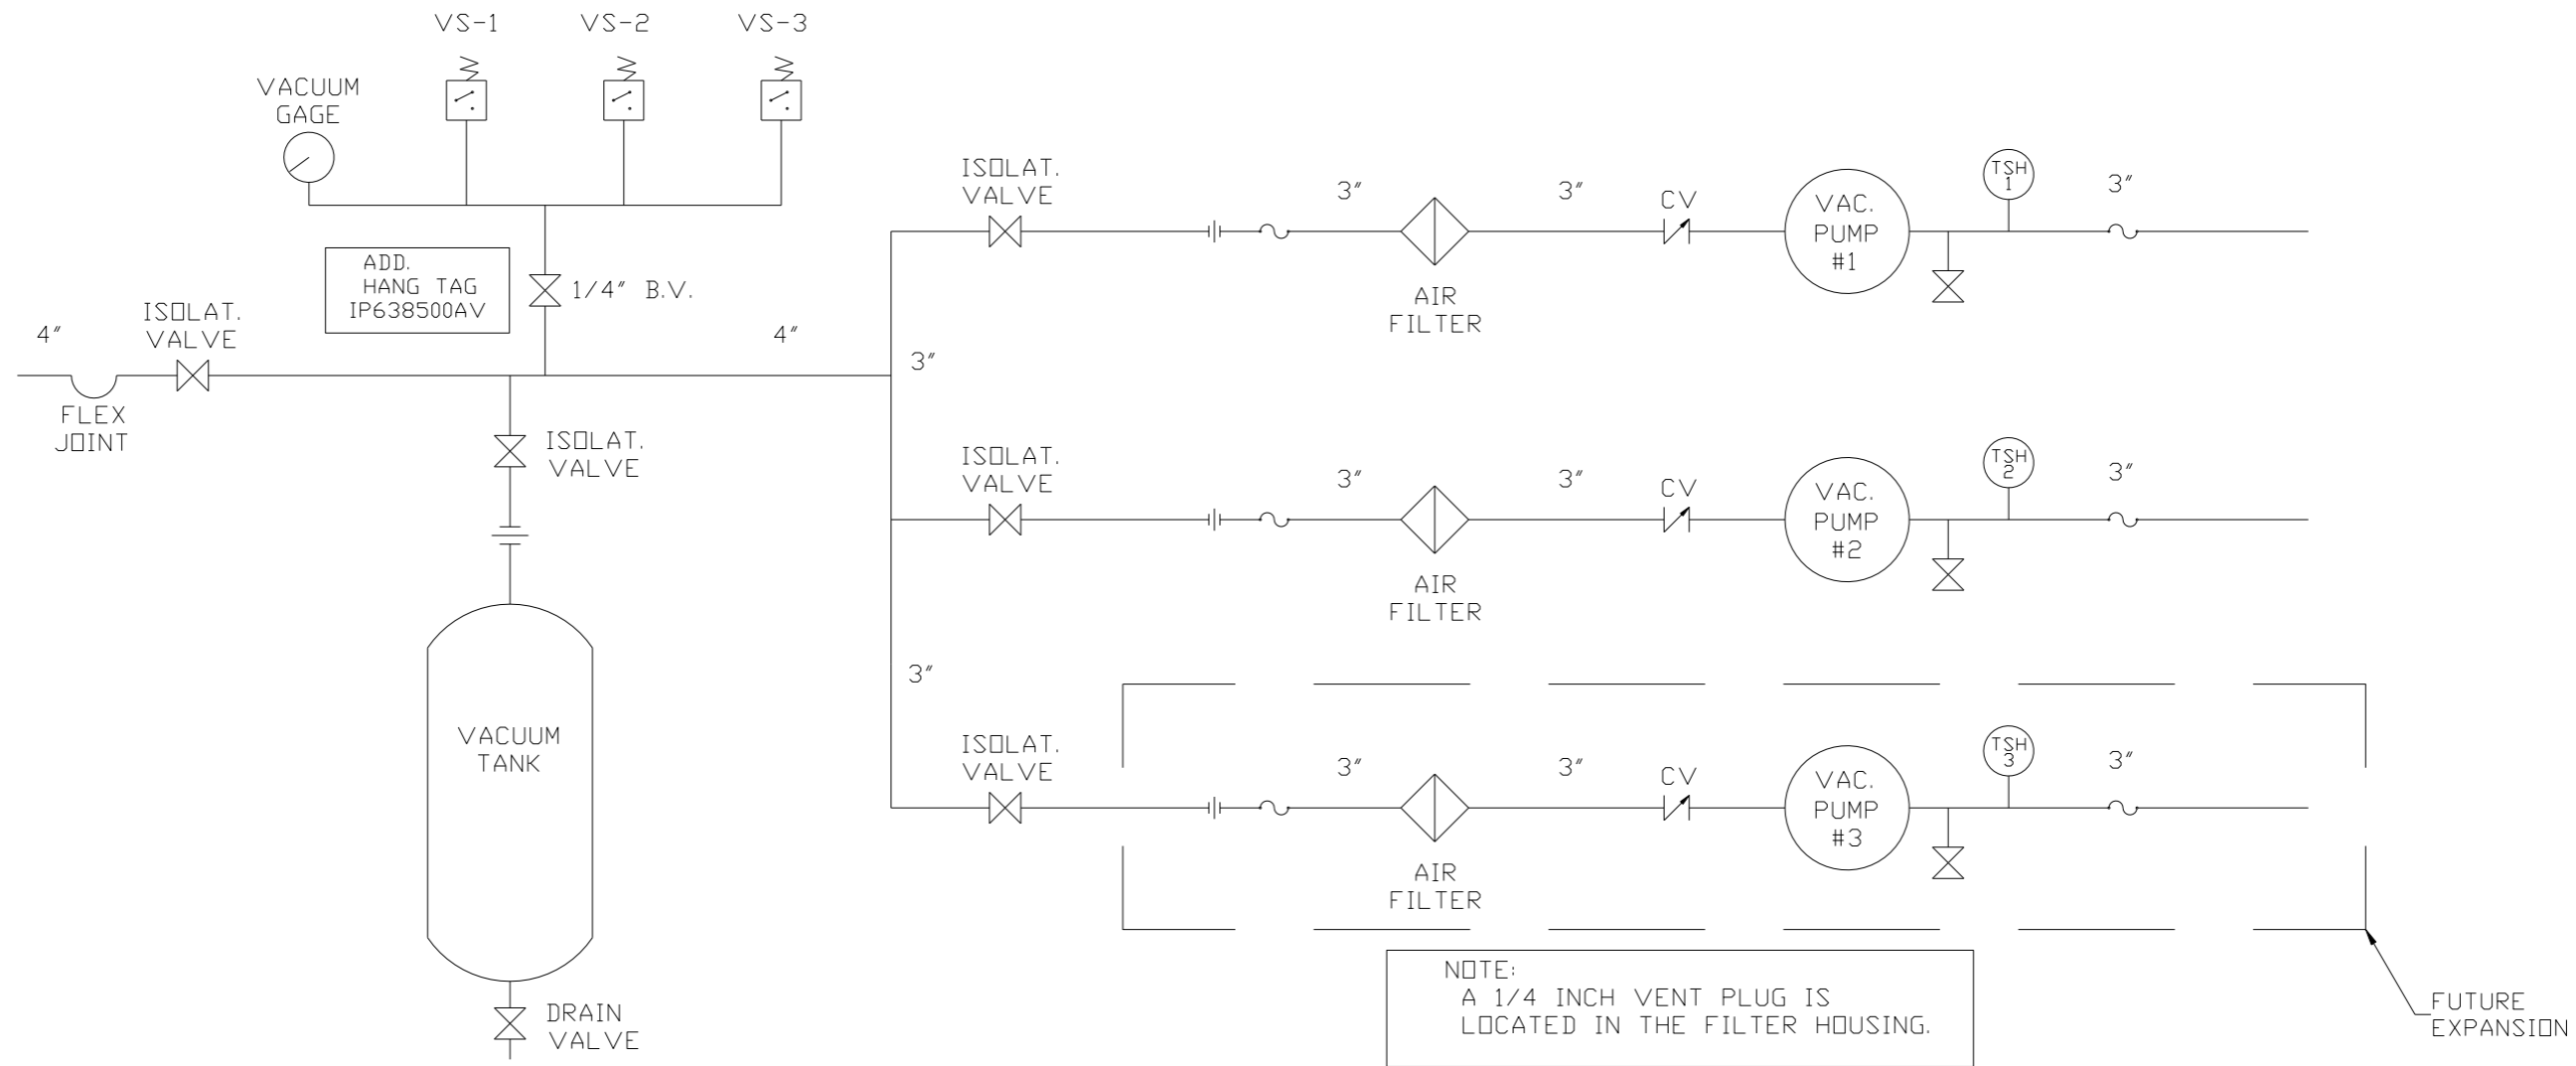 VS-1
VS-2
VS-3
VACUUM
GAGE
ADD.
HANG TAG
IP638500AV
1/4" B.V.
4"
ISOLAT.
VALVE
FLEX
JOINT
4"
3"
3"
ISOLAT.
VALVE
VACUUM
TANK
DRAIN
VALVE
ISOLAT.
VALVE
3"
AIR
FILTER
3"
CV
VAC.
PUMP
#1
TSH
1
3"
ISOLAT.
VALVE
3"
AIR
FILTER
3"
CV
VAC.
PUMP
#2
TSH
2
3"
ISOLAT.
VALVE
3"
AIR
FILTER
3"
CV
VAC.
PUMP
#3
TSH
3
3"
NOTE:
A 1/4 INCH VENT PLUG IS
LOCATED IN THE FILTER HOUSING.
FUTURE
EXPANSION